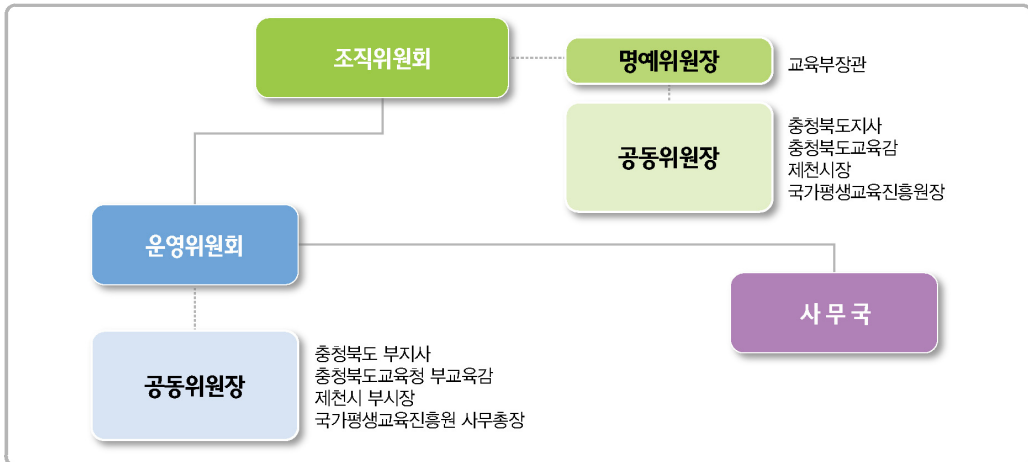 조직위원회
명예위원장
교육부장관
공동위원장
충청북도지사
충청북도교육감
제천시장
국가평생교육진흥원장
운영위원회
사 무 국
공동위원장
충청북도 부지사
충청북도교육청 부교육감
제천시 부시장
국가평생교육진흥원 사무총장